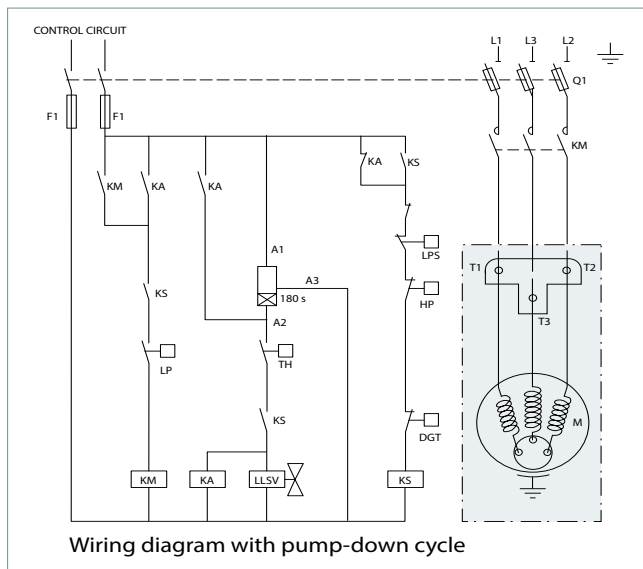 CONTROL CIRCUIT
L1 L3 L2
Q1
F1 F1
KM
KA KS
KM KA KA
LPS
A1
T1 T2
A3
180 s
HP
A2
T3
KS
LP
TH
KS
M
DGT
KM KA LLSV KS
Wiring diagram with pump-down cycle